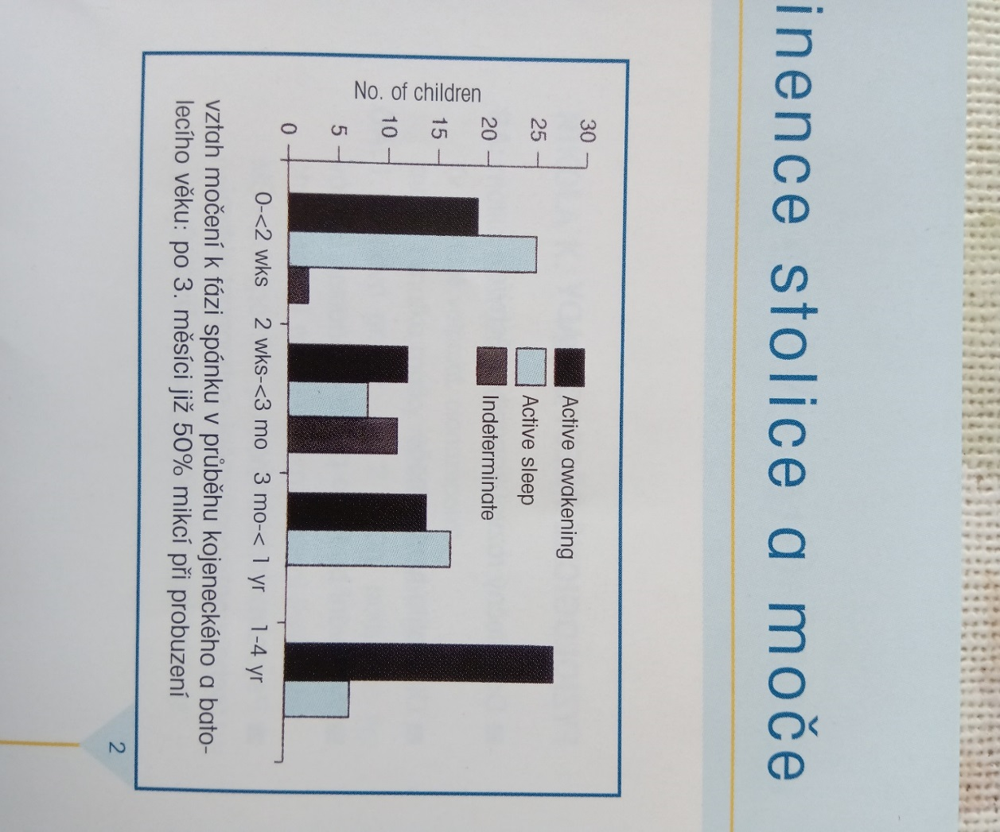 inence stolice a moče
No. of children
30
25
20
15
10
5
0
Active awakening
Active sleep
Indeterminate
0-<2 wks
2 wks-<3 mo
3 mo-< 1 yr
1-4 yr
vztah močení k fázi spánku v průběhu kojeneckého a bato-
lecího věku: po 3. měsíci již 50% mikcí při probuzení
2